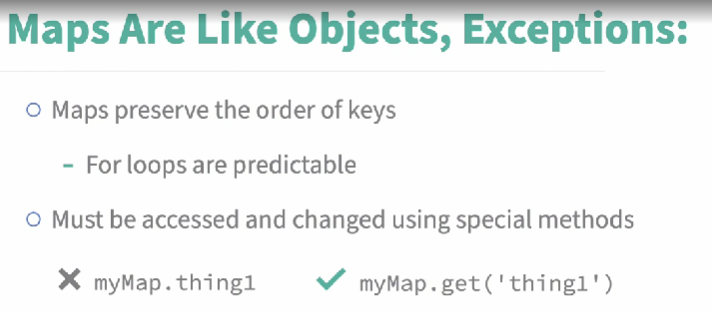 Maps Are Like Objects, Exceptions:
Maps preserve the order of keys
- For loops are predictable
Must be accessed and changed using special methods
✕ myMap.thing1 ✓ myMap.get('thing1')